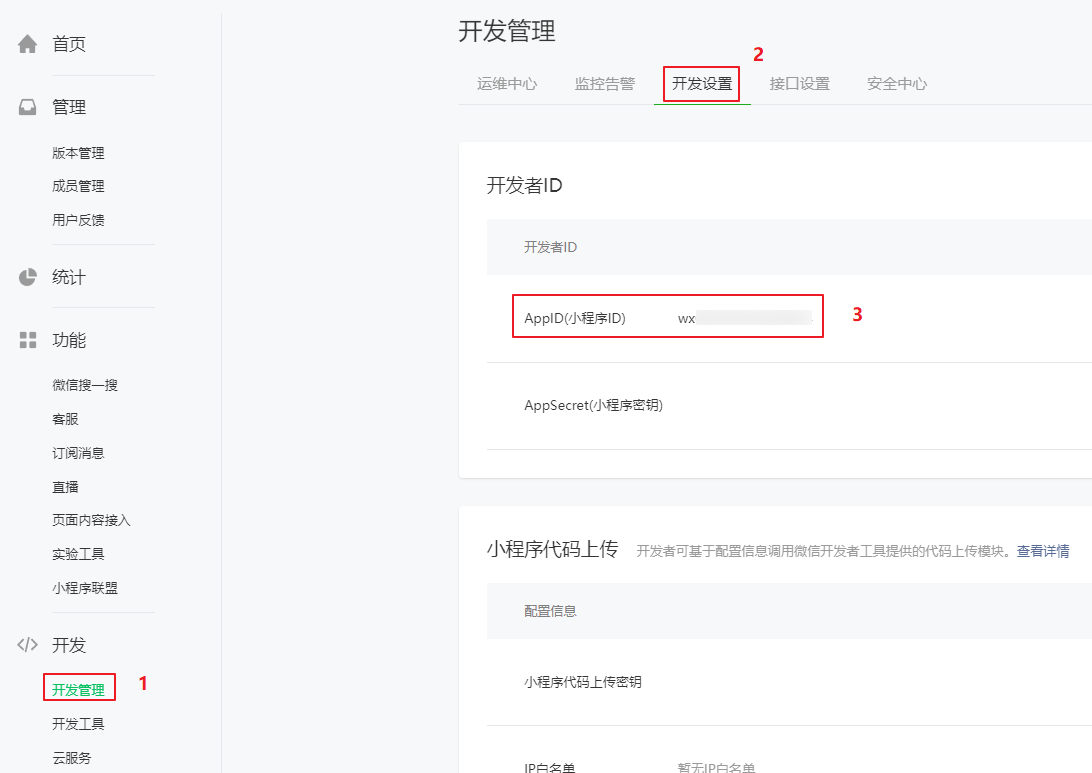 首页
管理
版本管理
成员管理
用户反馈
统计
功能
微信搜一搜
客服
订阅消息
直播
页面内容接入
实验工具
小程序联盟
开发
开发管理 1
开发工具
云服务
开发管理
2
运维中心 监控告警 开发设置 接口设置 安全中心
开发者ID
开发者ID
AppID(小程序ID) wx 3
AppSecret(小程序密钥)
小程序代码上传 开发者可基于配置信息调用微信开发者工具提供的代码上传模块。查看详情
配置信息
小程序代码上传密钥
IP白名单 暂无IP白名单